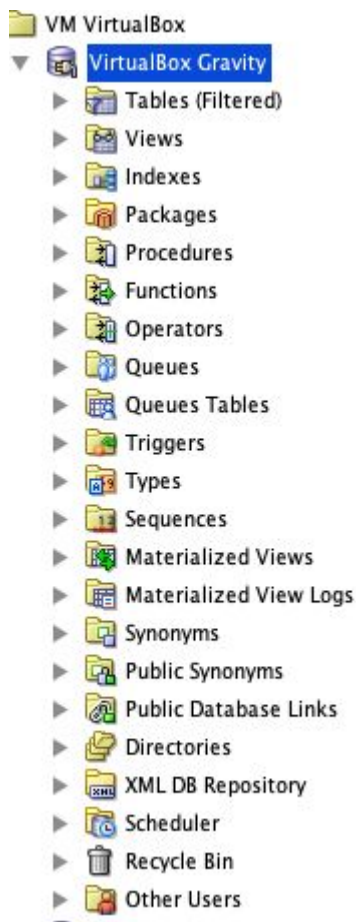 VM VirtualBox
VirtualBox Gravity
Tables (Filtered)
Views
Indexes
Packages
Procedures
Functions
Operators
Queues
Queues Tables
Triggers
Types
Sequences
Materialized Views
Materialized View Logs
Synonyms
Public Synonyms
Public Database Links
Directories
XML DB Repository
Scheduler
Recycle Bin
Other Users